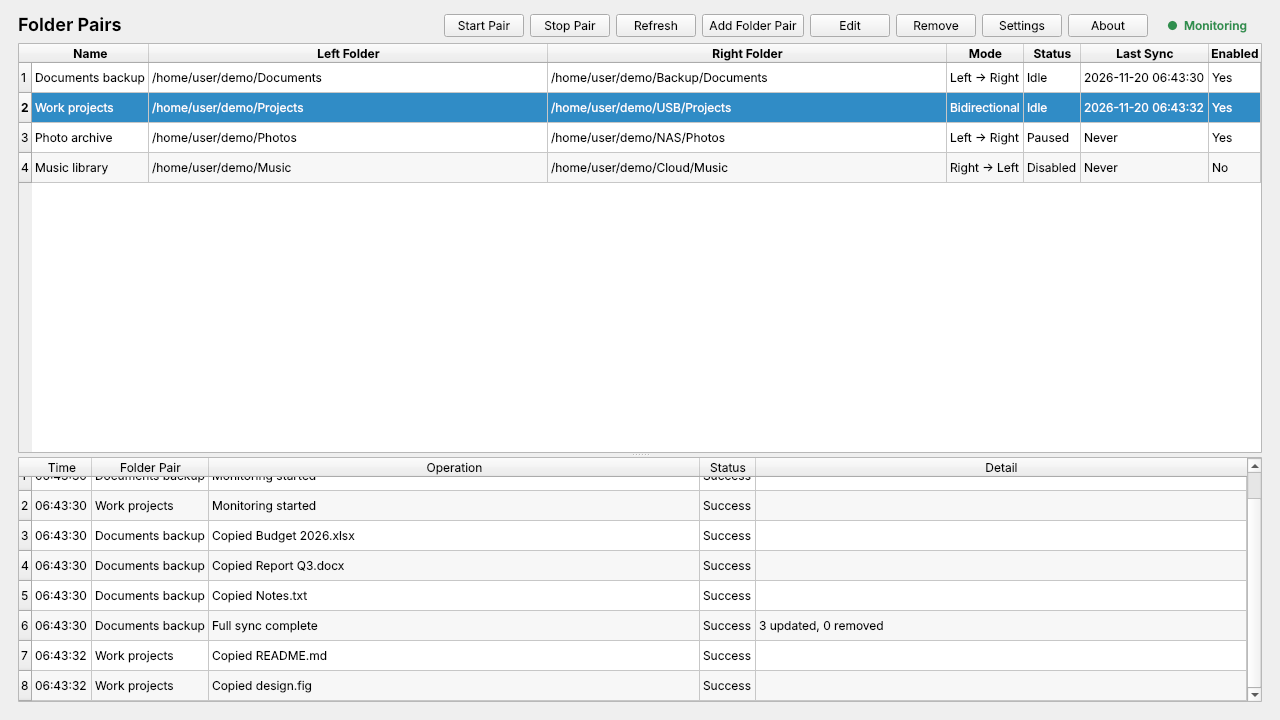 Folder Pairs
Start Pair Stop Pair Refresh Add Folder Pair Edit Remove Settings About Monitoring
Name Left Folder Right Folder Mode Status Last Sync Enabled
1 Documents backup /home/user/demo/Documents /home/user/demo/Backup/Documents Left → Right Idle 2026-11-20 06:43:30 Yes
2 Work projects /home/user/demo/Projects /home/user/demo/USB/Projects Bidirectional Idle 2026-11-20 06:43:32 Yes
3 Photo archive /home/user/demo/Photos /home/user/demo/NAS/Photos Left → Right Paused Never Yes
4 Music library /home/user/demo/Music /home/user/demo/Cloud/Music Right → Left Disabled Never No
Time Folder Pair Operation Status Detail
1 06:43:30 Documents backup Monitoring started Success
2 06:43:30 Work projects Monitoring started Success
3 06:43:30 Documents backup Copied Budget 2026.xlsx Success
4 06:43:30 Documents backup Copied Report Q3.docx Success
5 06:43:30 Documents backup Copied Notes.txt Success
6 06:43:30 Documents backup Full sync complete Success 3 updated, 0 removed
7 06:43:32 Work projects Copied README.md Success
8 06:43:32 Work projects Copied design.fig Success